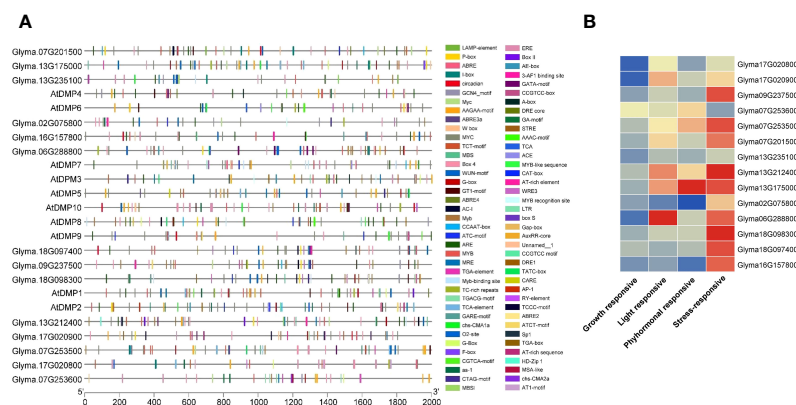 A
B
Glyma.07G201500
Glyma.13G175000
Glyma.13G235100
AtDMP4
AtDMP6
Glyma.02G075800
Glyma.16G157800
Glyma.06G288800
AtDMP7
AtDPM3
AtDMP5
AtDMP10
AtDMP8
AtDMP9
Glyma.18G097400
Glyma.09G237500
Glyma.18G098300
AtDMP1
AtDMP2
Glyma.13G212400
Glyma.17G020900
Glyma.07G253500
Glyma.17G020800
Glyma.07G253600
5'
3'
0 200 400 600 800 1000 1200 1400 1600 1800 2000
LAMP-element
P-box
ABRE
I-box
circadian
GCN4_motif
Myc
AAGAA-motif
ABRE3a
W box
MYC
TCT-motif
MBS
Box 4
WUN-motif
G-box
GT1-motif
ABRE4
AC-I
Myb
CCAAT-box
ATC-motif
ARE
MYB
MRE
TGA-element
Myb-binding site
TC-rich repeats
TGACG-motif
TCA-element
GARE-motif
chs-CMA1a
O2-site
G-Box
F-box
CGTCA-motif
as-1
CTAG-motif
MBSI
ERE
Box II
AE-box
3-AF1 binding site
GATA-motif
CCGTCC-box
A-box
DRE core
GA-motif
STRE
AAAC-motif
TCA
ACE
MYB-like sequence
CAT-box
AT-rich element
WRE3
MYB recognition site
LTR
box S
Gap-box
AuxRR-core
Unnamed__1
CCGTCC motif
DRE1
TATC-box
CARE
AP-1
RY-element
TCCC-motif
ABRE2
ATCT-motif
Sp1
TGA-box
AT-rich sequence
HD-Zip 1
MSA-like
chs-CMA2a
AT1-motif
Glyma17G020800
Glyma17G020900
Glyma09G237500
Glyma07G253600
Glyma07G253500
Glyma07G201500
Glyma13G235100
Glyma13G212400
Glyma13G175000
Glyma02G075800
Glyma06G288800
Glyma18G098300
Glyma18G097400
Glyma16G157800
Growth responsive
Light responsive
Phyhormonal responsive
Stress-responsive